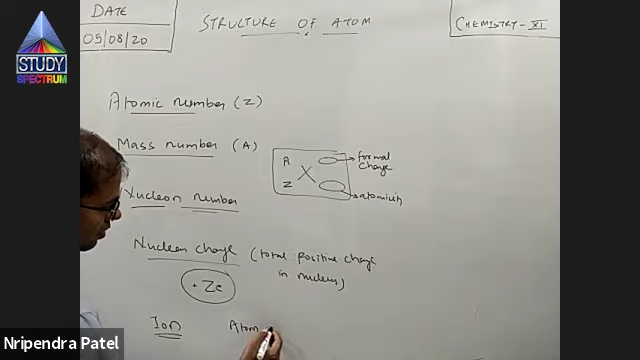 DATE
05/08/20
STRUCTURE OF ATOM
CHEMISTRY - XI
STUDY
SPECTRUM
Atomic number (Z)
Mass number (A)
A
Z
X
formal
charge
atomicity
Nucleon number
Nuclear charge (total positive charge
in nucleus)
+Ze
Ion
Atom
Nripendra Patel